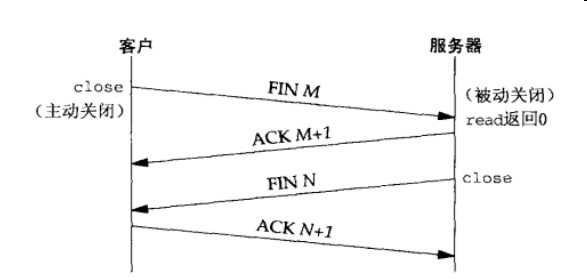 客户
服务器
close
（主动关闭）
FIN M
（被动关闭）
read返回0
ACK M+1
FIN N
close
ACK N+1